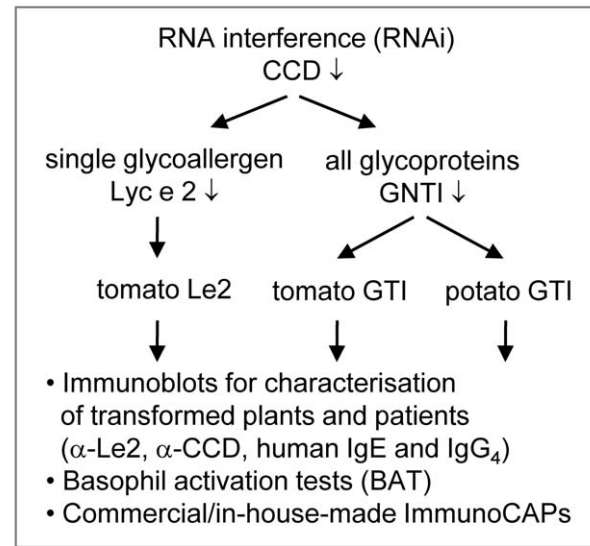 RNA interference (RNAi)
CCD ↓
single glycoallergen
Lyc e 2 ↓
all glycoproteins
GNTI ↓
tomato Le2
tomato GTI
potato GTI
• Immunoblots for characterisation
of transformed plants and patients
(α-Le2, α-CCD, human IgE and IgG₄)
• Basophil activation tests (BAT)
• Commercial/in-house-made ImmunoCAPs